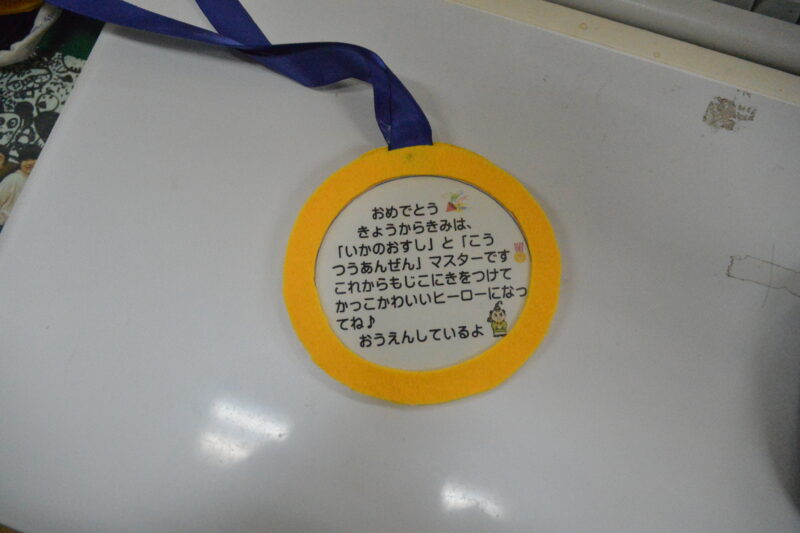 おめでとう
きょうからきみは、
「いかのおすし」と「こう
つうあんぜん」マスターです
これからもじこにきをつけて
かっこかわいいヒーローになっ
てね♪
おうえんしているよ